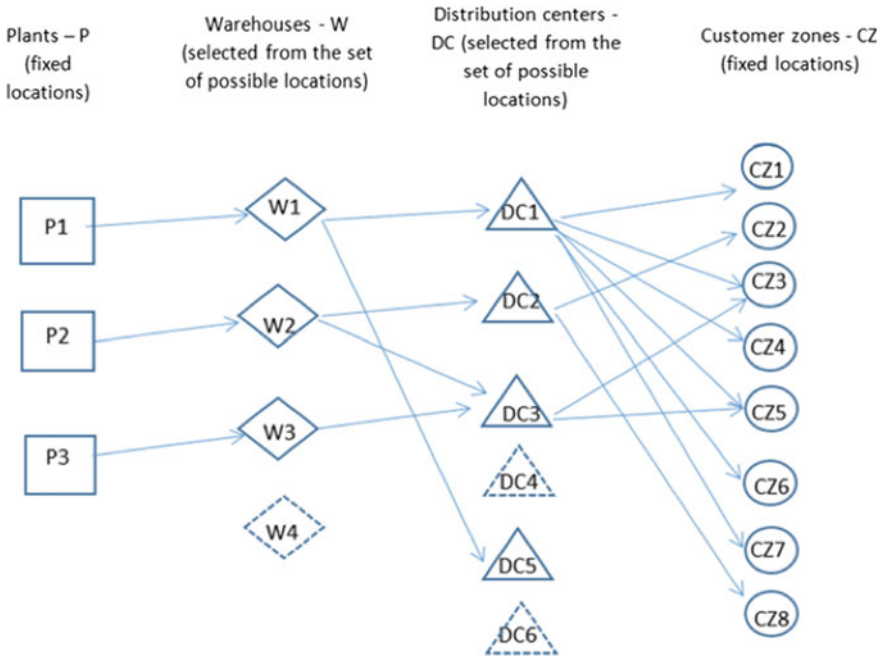 Plants – P
(fixed
locations)
Warehouses - W
(selected from the set
of possible locations)
Distribution centers -
DC (selected from the
set of possible
locations)
Customer zones - CZ
(fixed locations)
P1
P2
P3
W1
W2
W3
W4
DC1
DC2
DC3
DC4
DC5
DC6
CZ1
CZ2
CZ3
CZ4
CZ5
CZ6
CZ7
CZ8